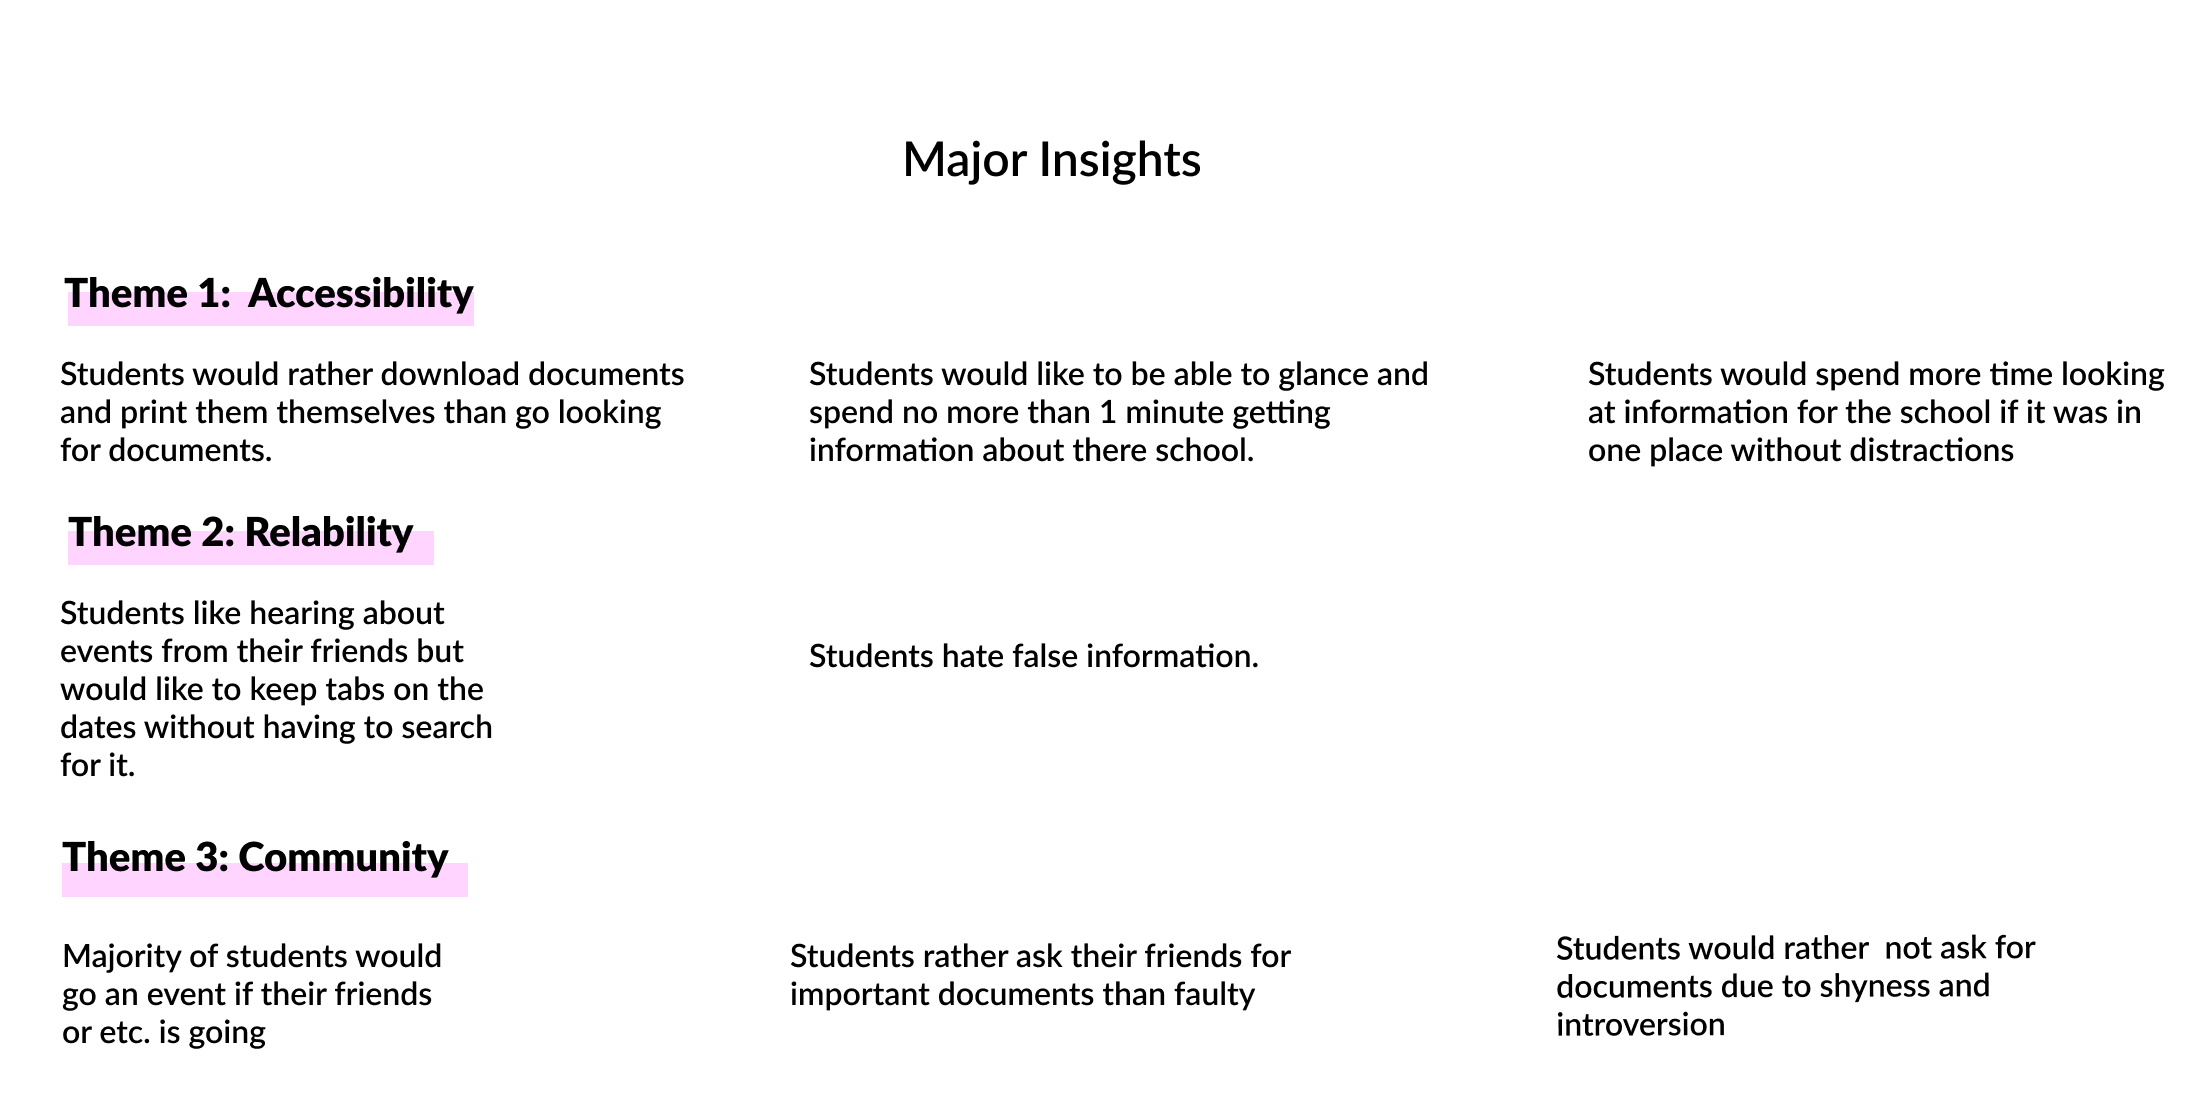 Major Insights
Theme 1:  Accessibility
Students would rather download documents
and print them themselves than go looking
for documents.
Students would like to be able to glance and
spend no more than 1 minute getting
information about there school.
Students would spend more time looking
at information for the school if it was in
one place without distractions
Theme 2: Relability
Students like hearing about
events from their friends but
would like to keep tabs on the
dates without having to search
for it.
Students hate false information.
Theme 3: Community
Majority of students would
go an event if their friends
or etc. is going
Students rather ask their friends for
important documents than faulty
Students would rather  not ask for
documents due to shyness and
introversion